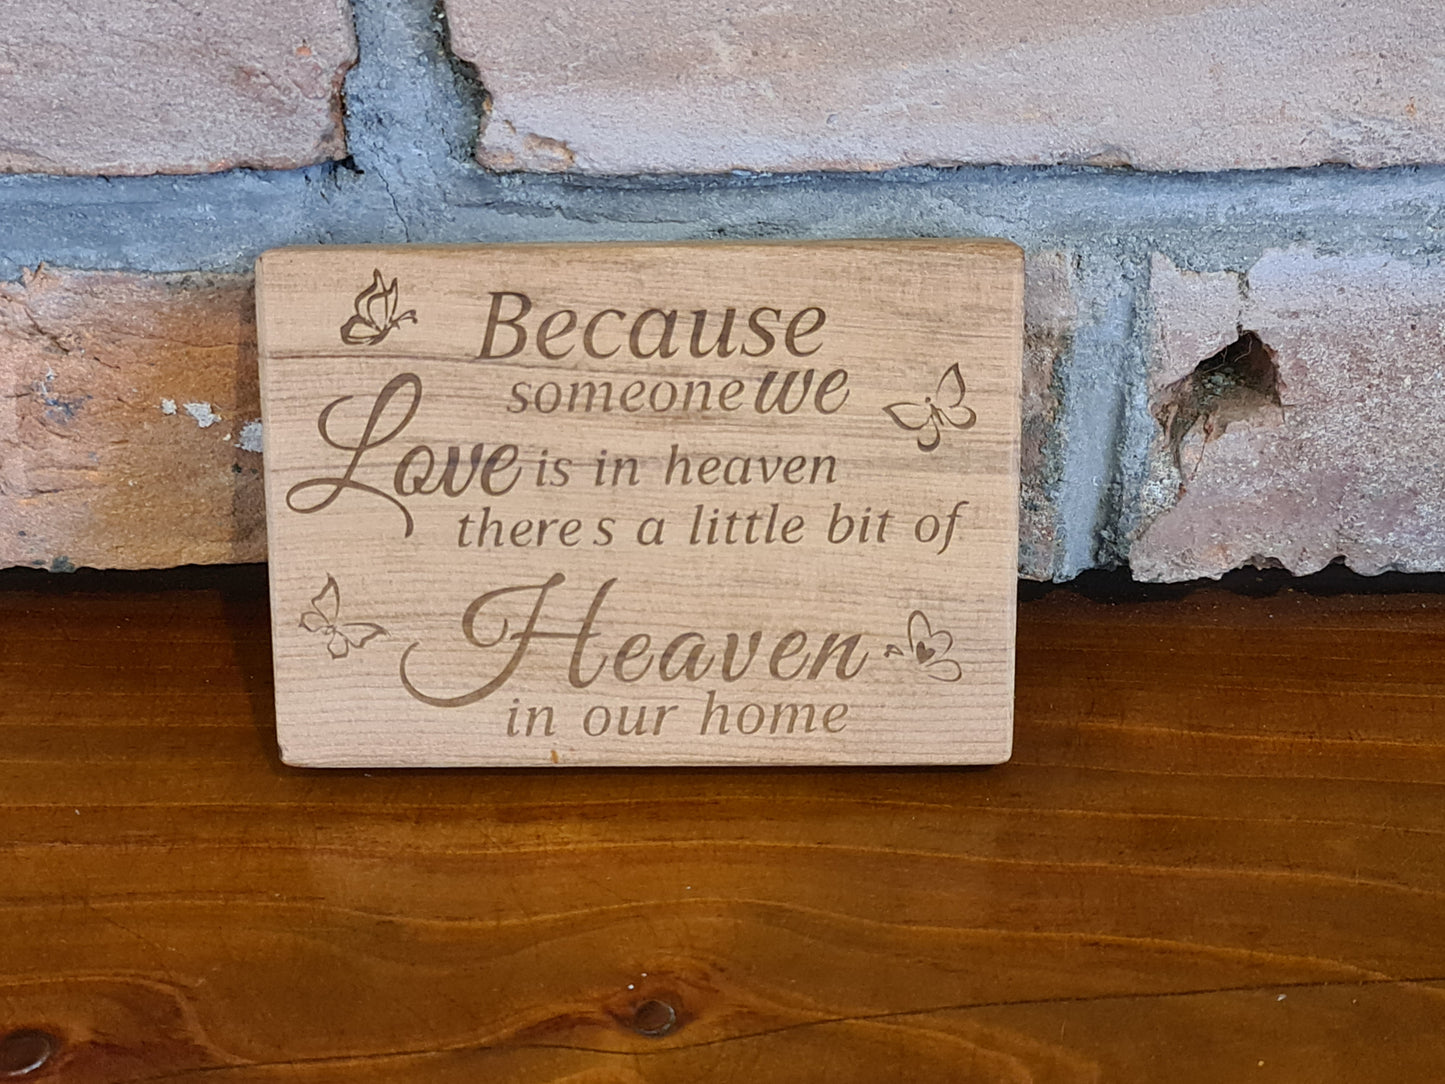 Because
someone we
Love is in heaven
there s a little bit of
Heaven
in our home